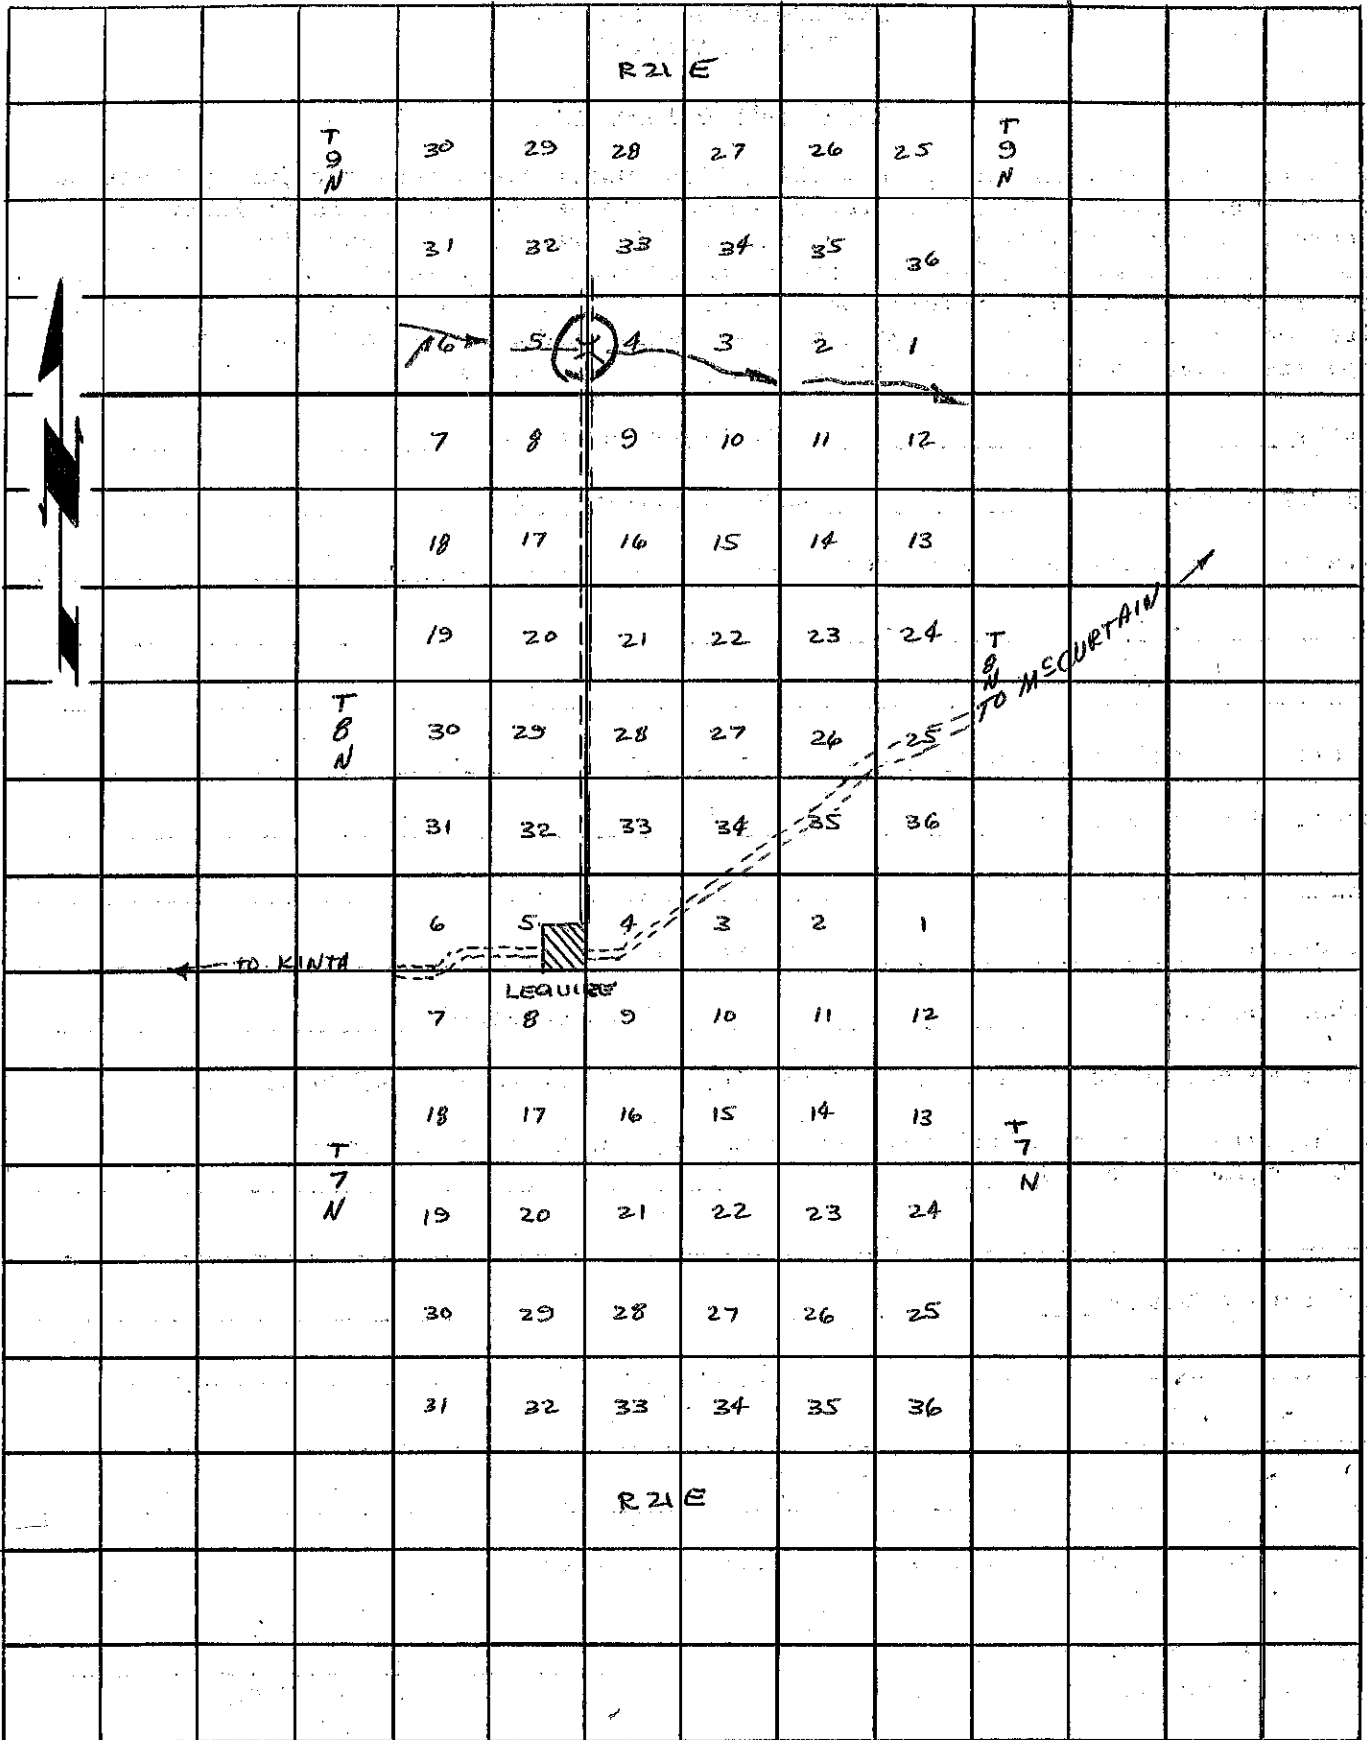 R 21 E
T 9 N
30 29 28 27 26 25
T 9 N
31 32 33 34 35 36
6 5 4 3 2 1
7 8 9 10 11 12
N
18 17 16 15 14 13
19 20 21 22 23 24
T 8 N
TO McCURTAIN
T 8 N
30 29 28 27 26 25
31 32 33 34 35 36
6 5 4 3 2 1
TO KINTA
LEQUIRE
7 8 9 10 11 12
18 17 16 15 14 13
T 7 N
T 7 N
19 20 21 22 23 24
30 29 28 27 26 25
31 32 33 34 35 36
R 21 E